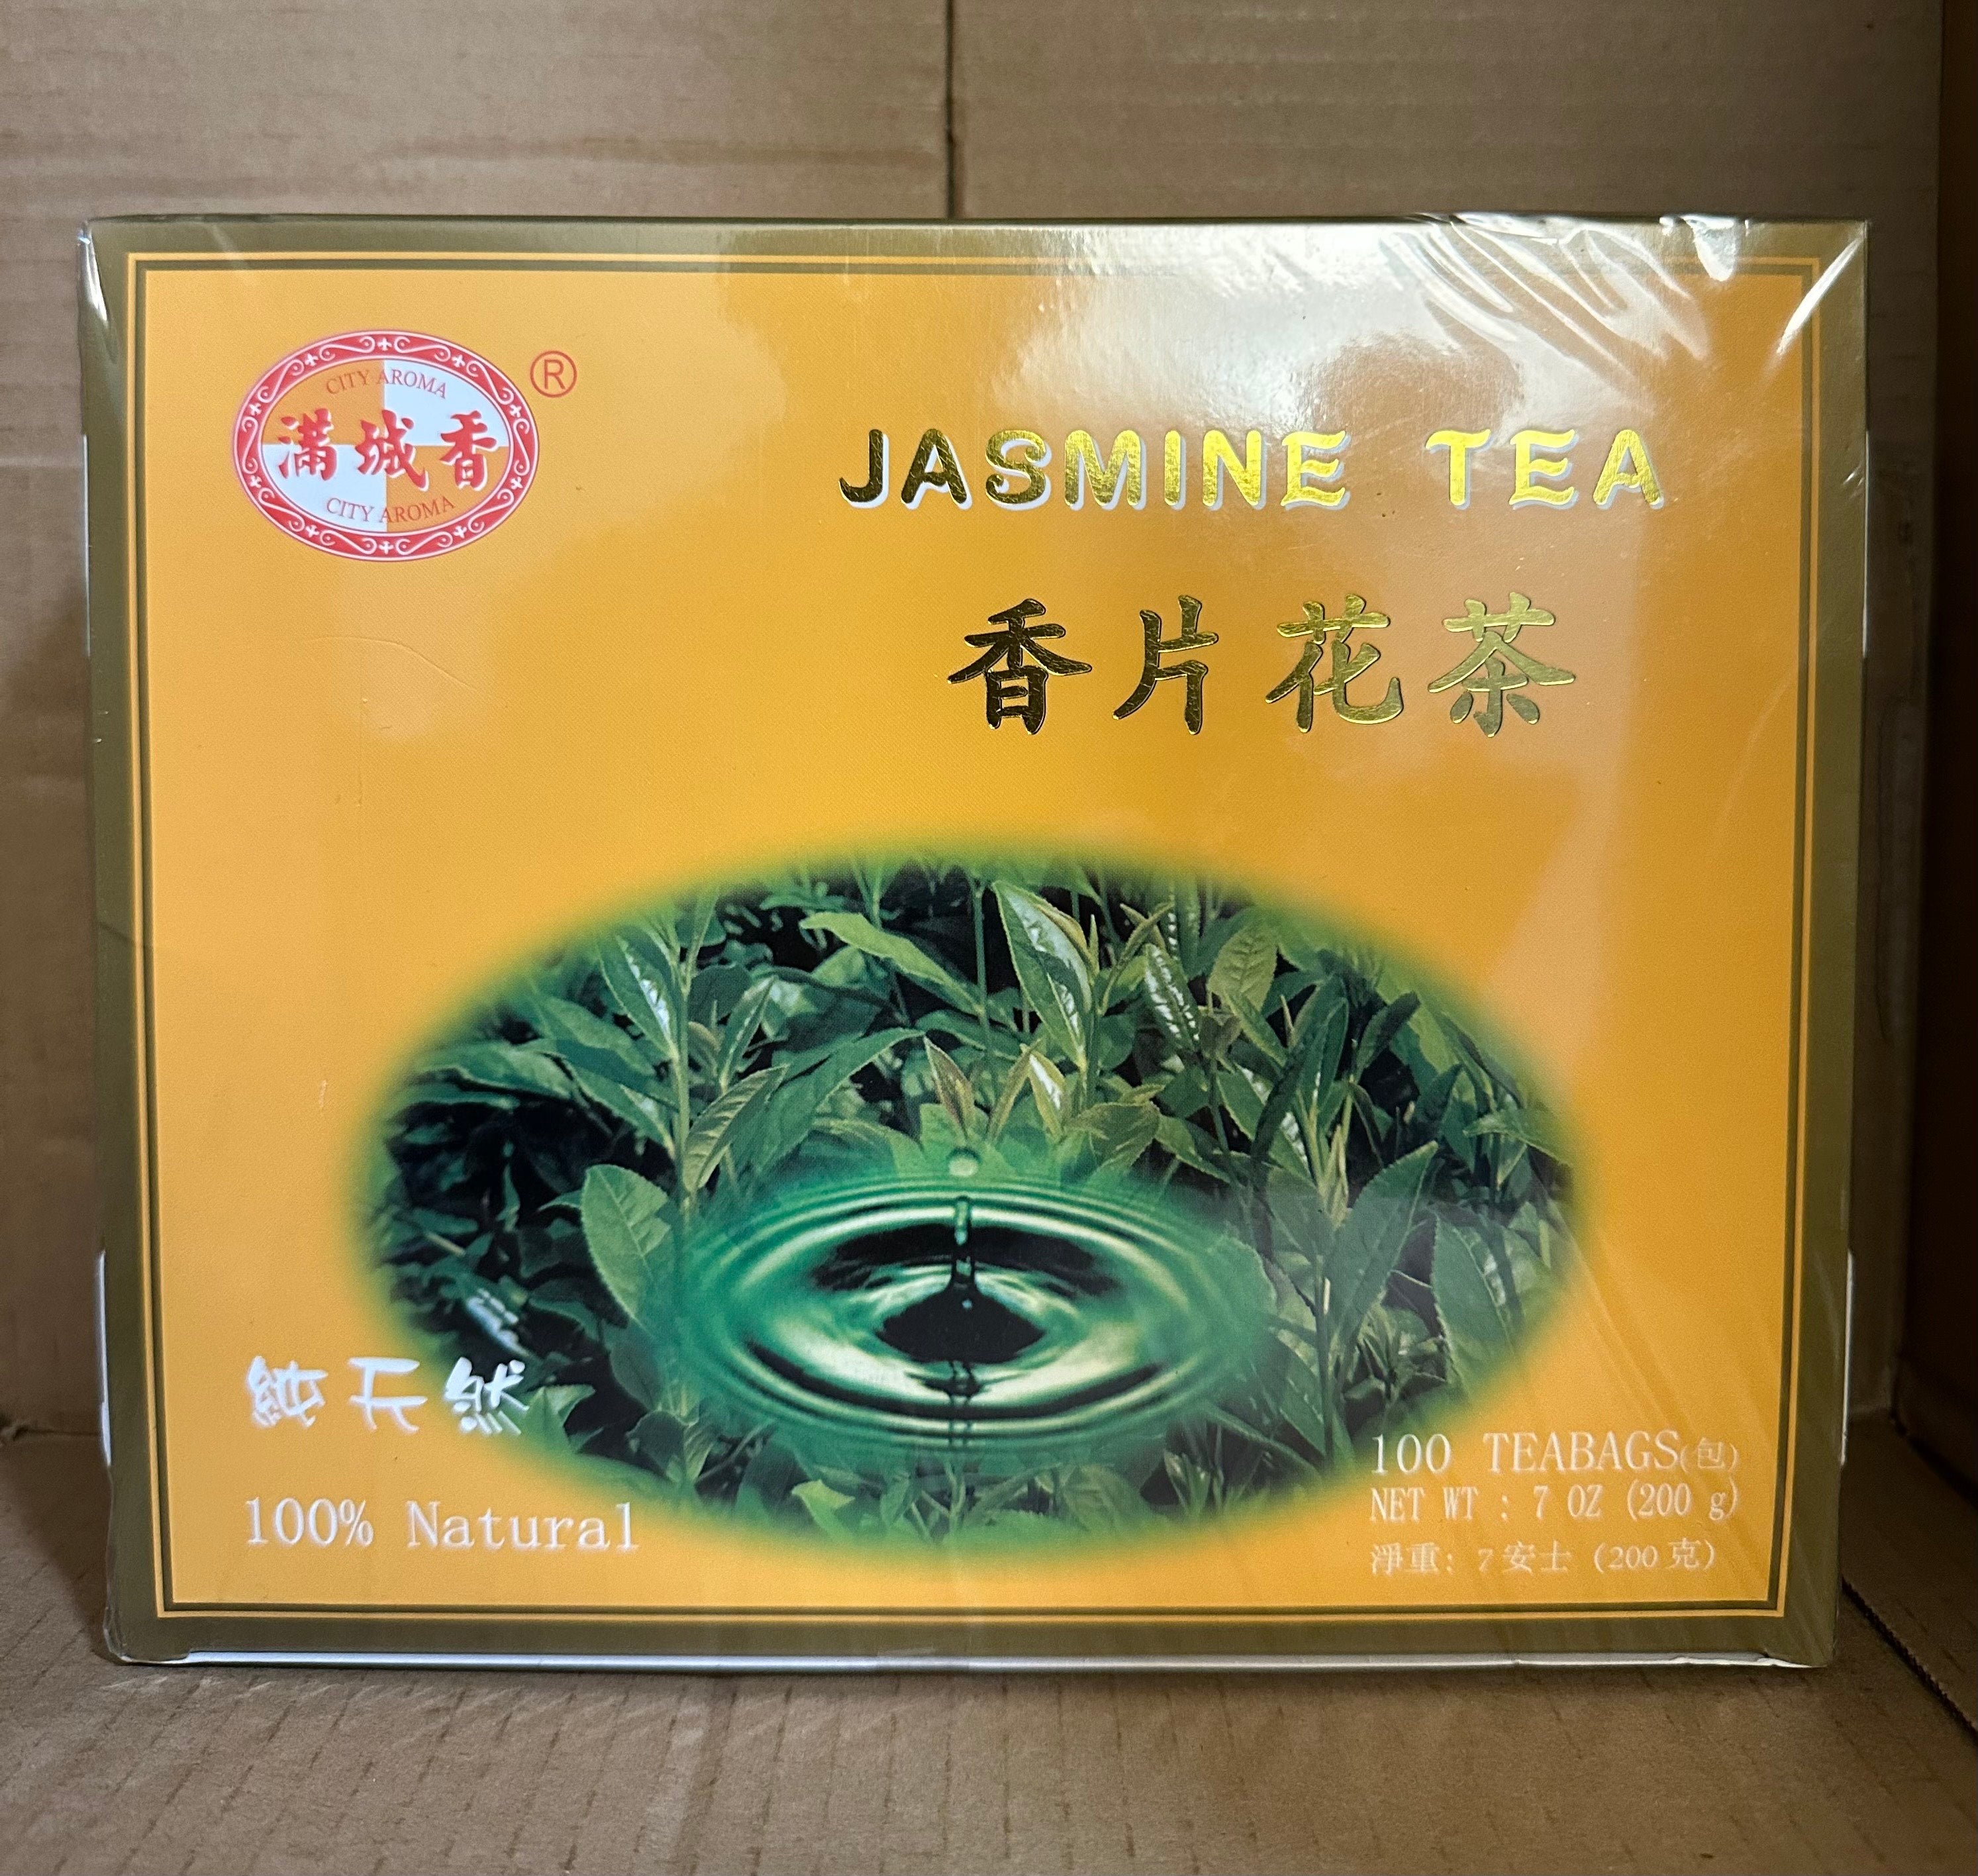 CITY AROMA
滿城香
CITY AROMA
®
JASMINE TEA
香片花茶
純天然
100% Natural
100 TEABAGS(包)
NET WT : 7 OZ (200 g)
淨重: 7安士 (200克)